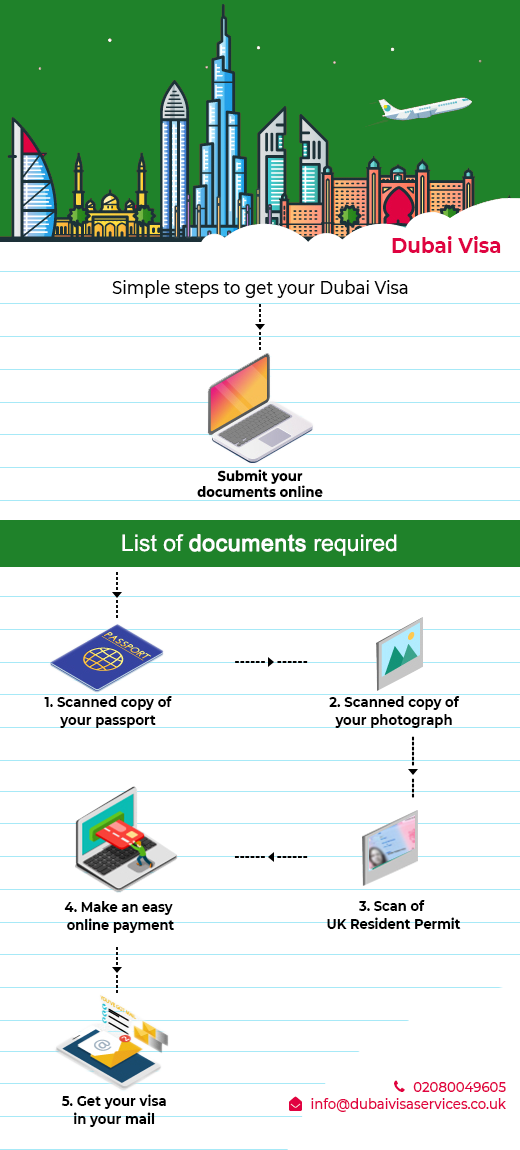 Dubai Visa
Simple steps to get your Dubai Visa
Submit your
documents online
List of documents required
PASSPORT
1. Scanned copy of
your passport
2. Scanned copy of
your photograph
3. Scan of
UK Resident Permit
4. Make an easy
online payment
5. Get your visa
in your mail
02080049605
info@dubaivisaservices.co.uk